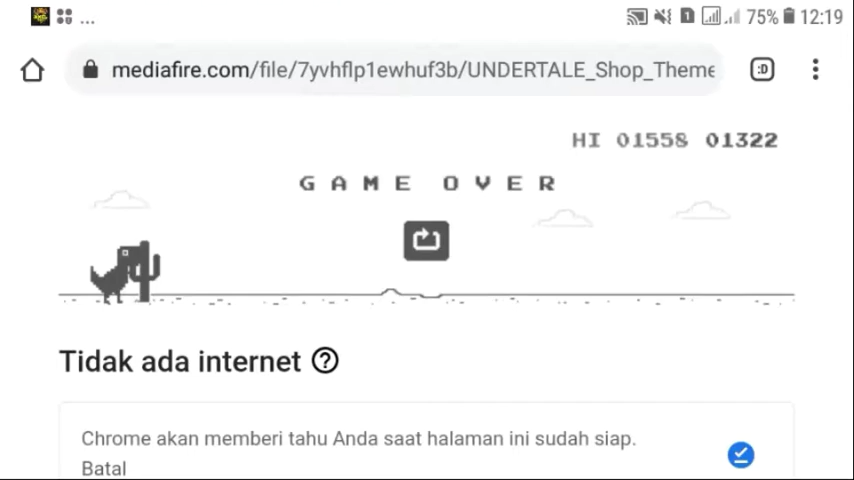 ... 1 75% 12:19
mediafire.com/file/7yvhflp1ewhuf3b/UNDERTALE_Shop_Theme :D
HI 01558 01322
GAME OVER
Tidak ada internet ?
Chrome akan memberi tahu Anda saat halaman ini sudah siap.
Batal